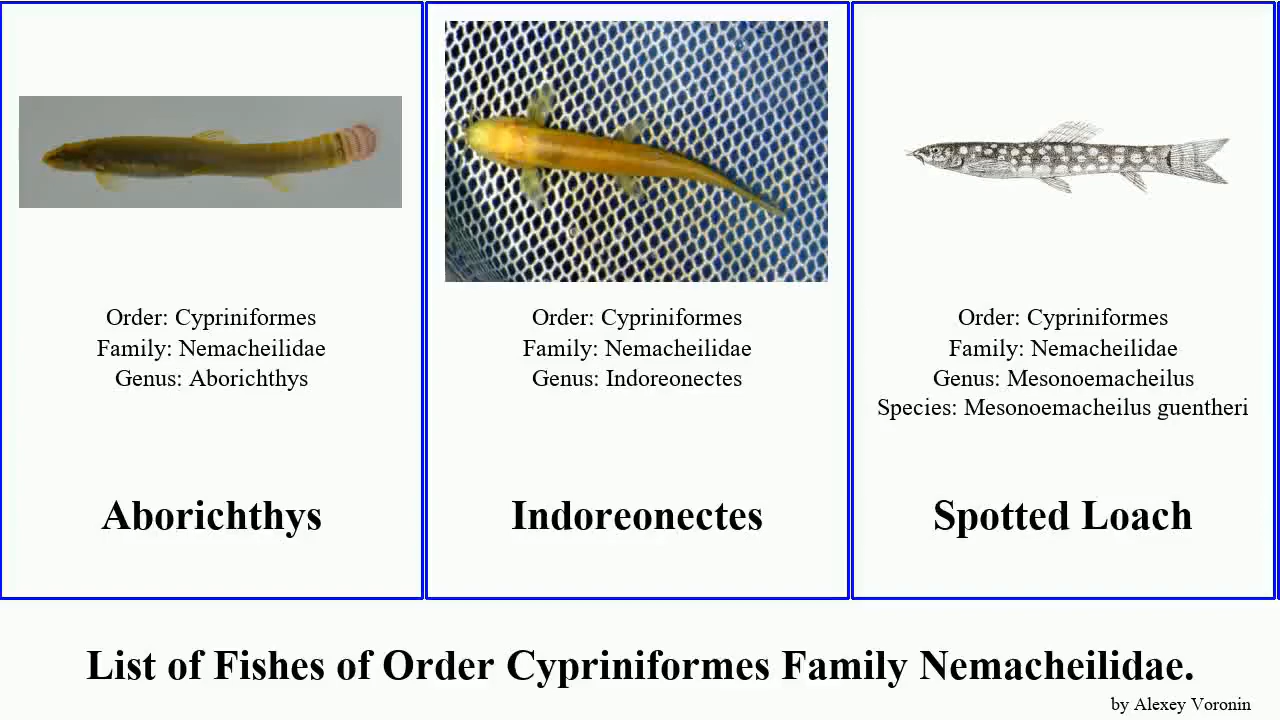 Order: Cypriniformes
Family: Nemacheilidae
Genus: Aborichthys
Aborichthys
Order: Cypriniformes
Family: Nemacheilidae
Genus: Indoreonectes
Indoreonectes
Order: Cypriniformes
Family: Nemacheilidae
Genus: Mesonoemacheilus
Species: Mesonoemacheilus guentheri
Spotted Loach
List of Fishes of Order Cypriniformes Family Nemacheilidae.
by Alexey Voronin